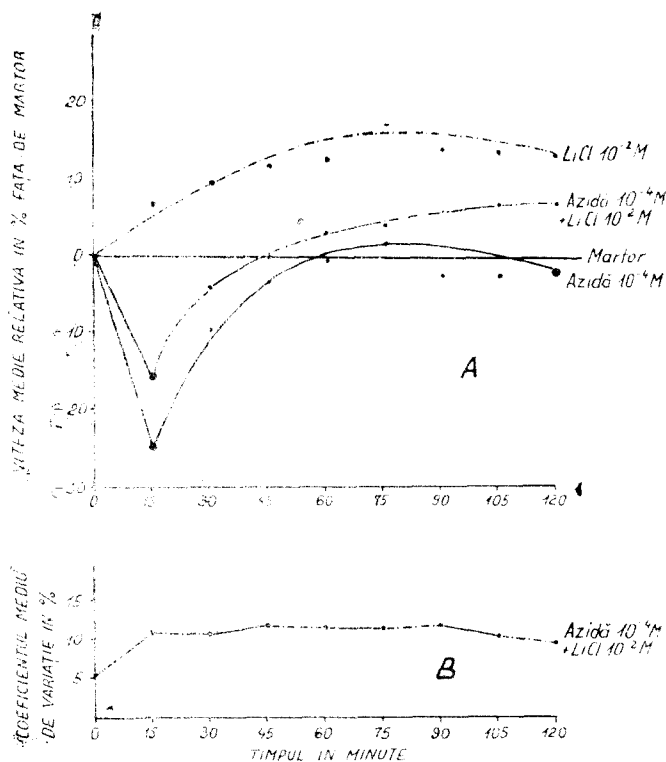 VITEZA MEDIE RELATIVA IN % FAȚA DE MARTOR
20
10
0
-10
-20
-30
LiCl 10⁻²M
Azidă 10⁻⁴M
+LiCl 10⁻²M
Martor
Azidă 10⁻⁴M
A
0 15 30 45 60 75 90 105 120
COEFICIENTUL MEDIU
DE VARIAȚIE IN %
15
10
5
Azidă 10⁻⁴M
+LiCl 10⁻²M
B
0 15 30 45 60 75 90 105 120
TIMPUL IN MINUTE